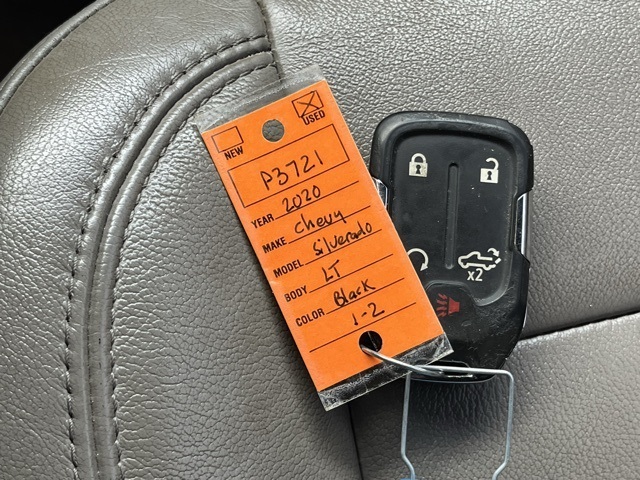 NEW
USED
P3721
YEAR 2020
MAKE Chevy
MODEL Silverado
BODY LT
COLOR Black
1-2
x2